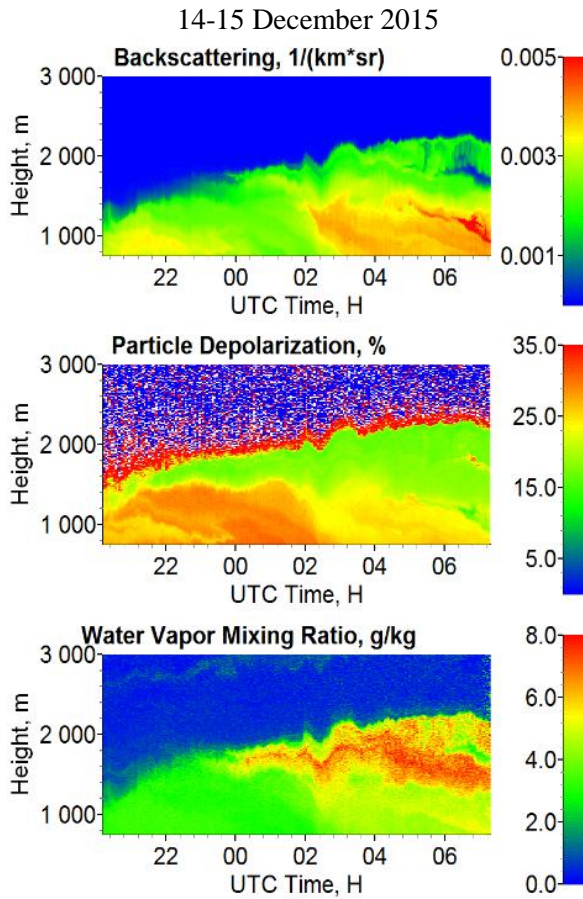 14-15 December 2015
Backscattering, 1/(km*sr)
3 000
2 000
1 000
Height, m
22 00 02 04 06
UTC Time, H
0.005
0.003
0.001
Particle Depolarization, %
3 000
2 000
1 000
Height, m
22 00 02 04 06
UTC Time, H
35.0
25.0
15.0
5.0
Water Vapor Mixing Ratio, g/kg
3 000
2 000
1 000
Height, m
22 00 02 04 06
UTC Time, H
8.0
6.0
4.0
2.0
0.0